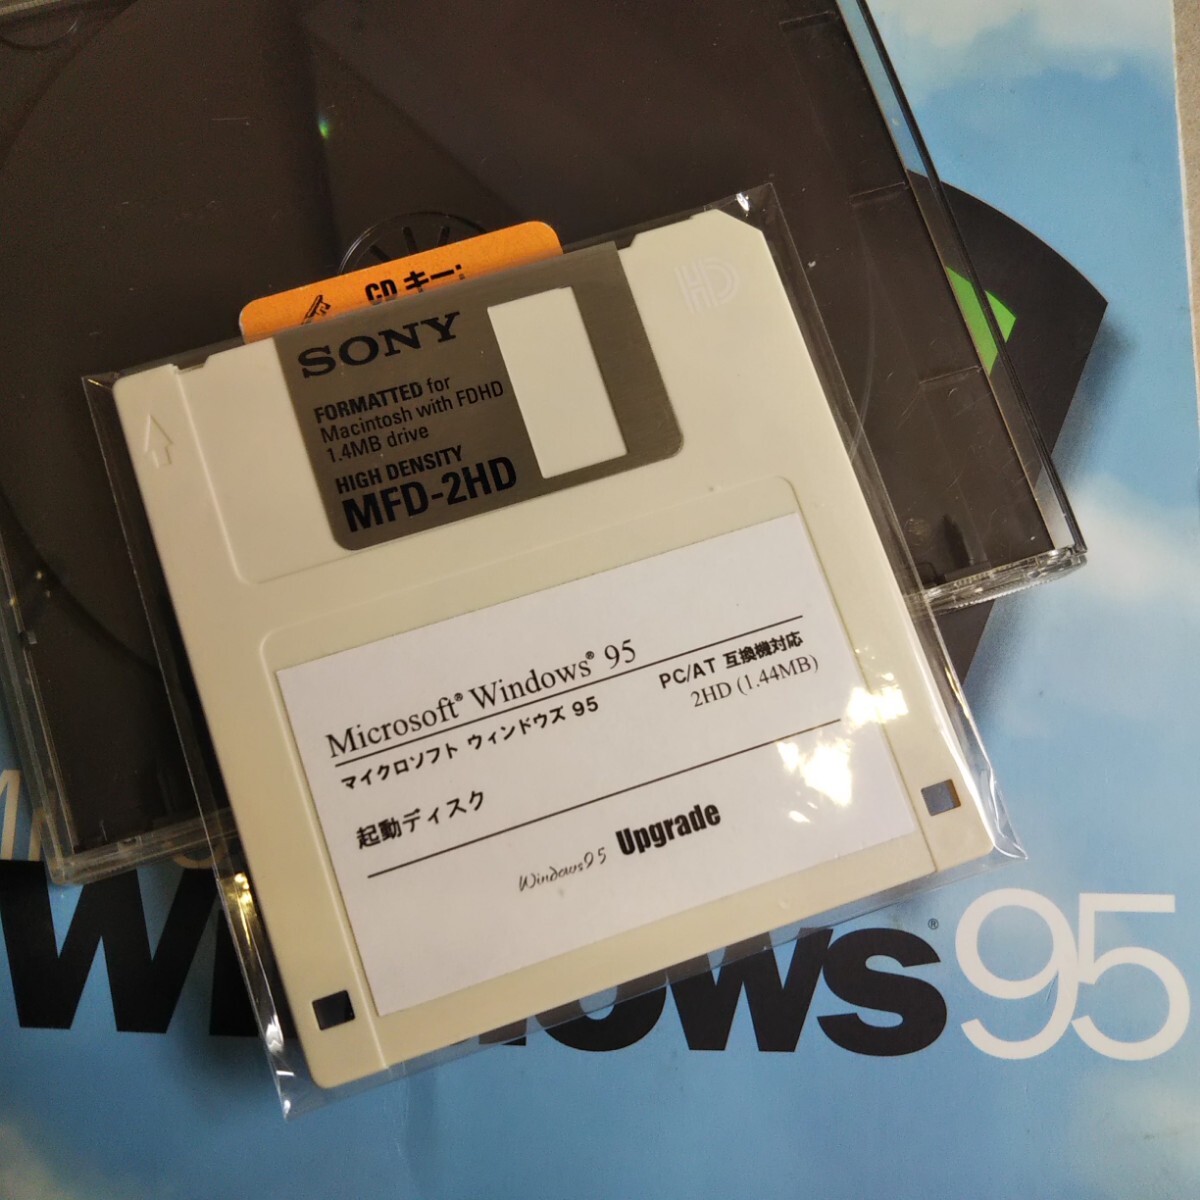 CD キー:
SONY
HD
FORMATTED for
Macintosh with FDHD
1.4MB drive
HIGH DENSITY
MFD-2HD
Microsoft® Windows® 95
マイクロソフト ウィンドウズ 95
PC/AT 互換機対応
2HD (1.44MB)
起動ディスク
Windows95 Upgrade
® 95